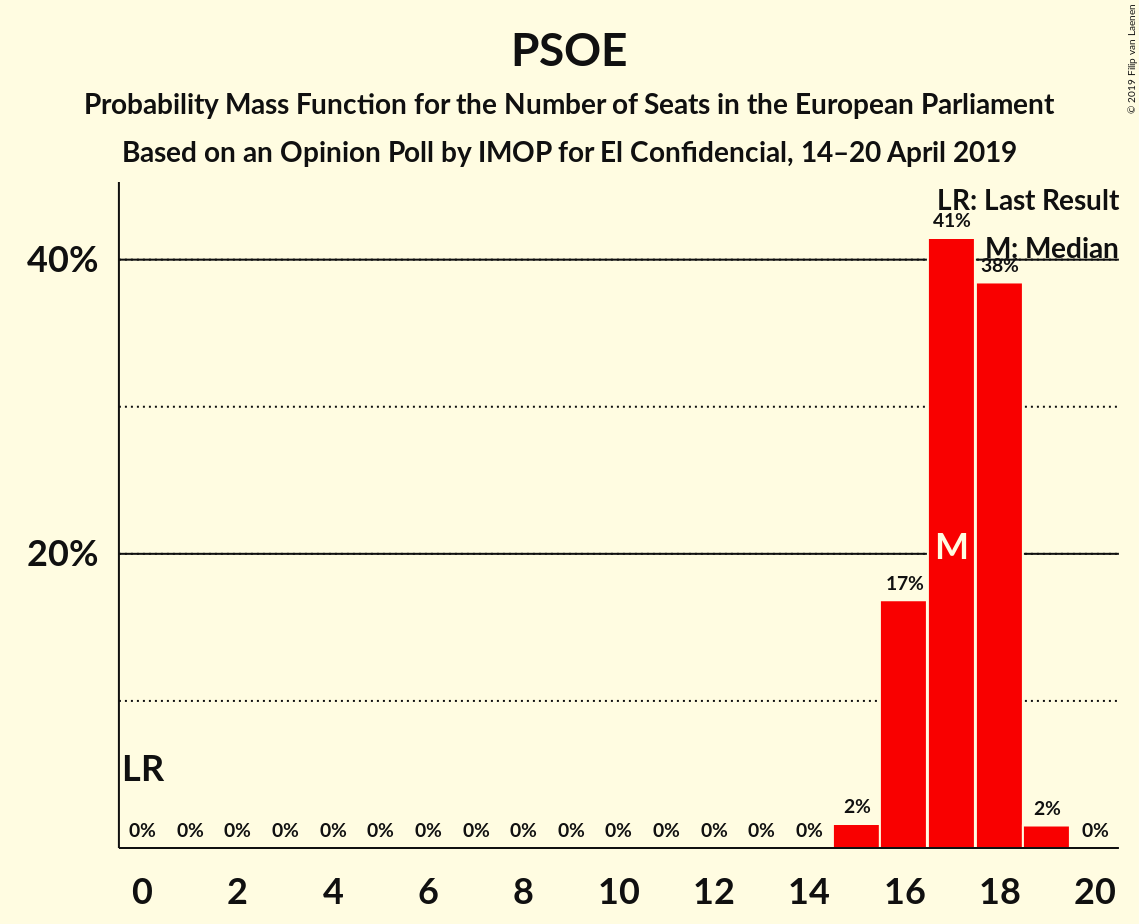 PSOE
Probability Mass Function for the Number of Seats in the European Parliament
Based on an Opinion Poll by IMOP for El Confidencial, 14–20 April 2019
© 2019 Filip van Laenen
LR: Last Result
M: Median
40%
20%
LR
M
0% 0% 0% 0% 0% 0% 0% 0% 0% 0% 0% 0% 0% 0% 0% 2% 17% 41% 38% 2% 0%
0 2 4 6 8 10 12 14 16 18 20